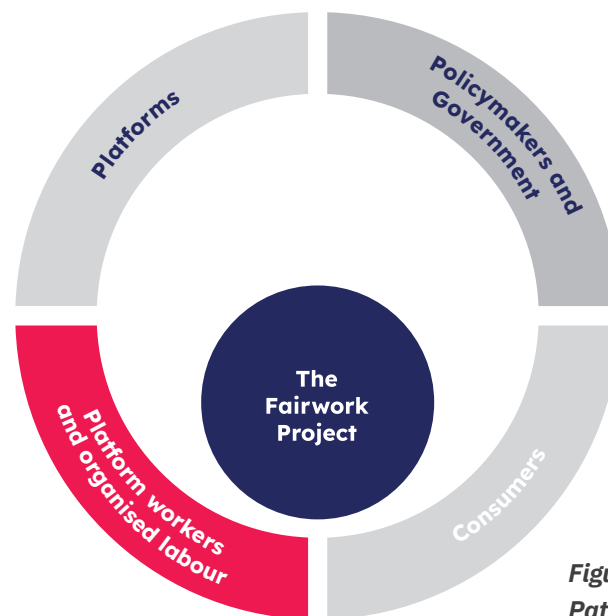 Platforms
Policymakers and
Government
The
Fairwork
Project
Platform workers
and organised labour
Consumers